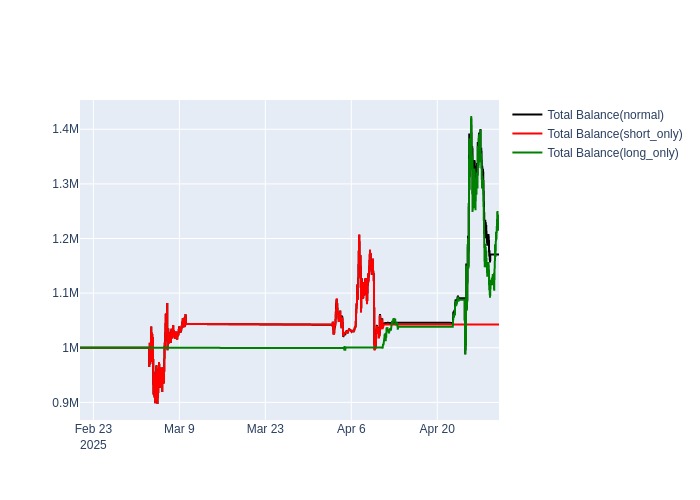 1.4M
1.3M
1.2M
1.1M
1M
0.9M
Feb 23
2025
Mar 9
Mar 23
Apr 6
Apr 20
Total Balance(normal)
Total Balance(short_only)
Total Balance(long_only)